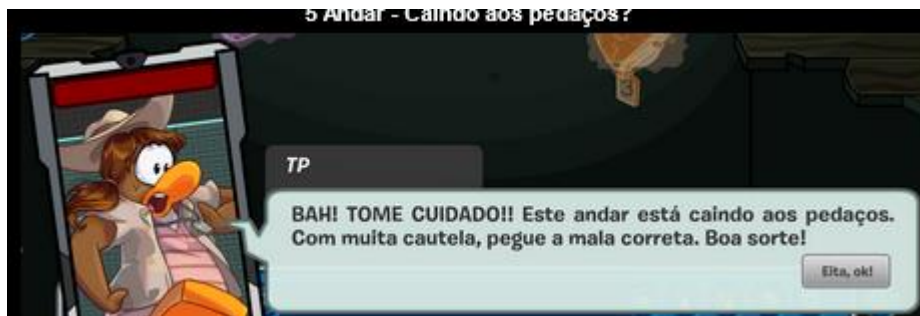 5 Andar - Caindo aos pedaços?
3
TP
BAH! TOME CUIDADO!! Este andar está caindo aos pedaços.
Com muita cautela, pegue a mala correta. Boa sorte!
Eita, ok!